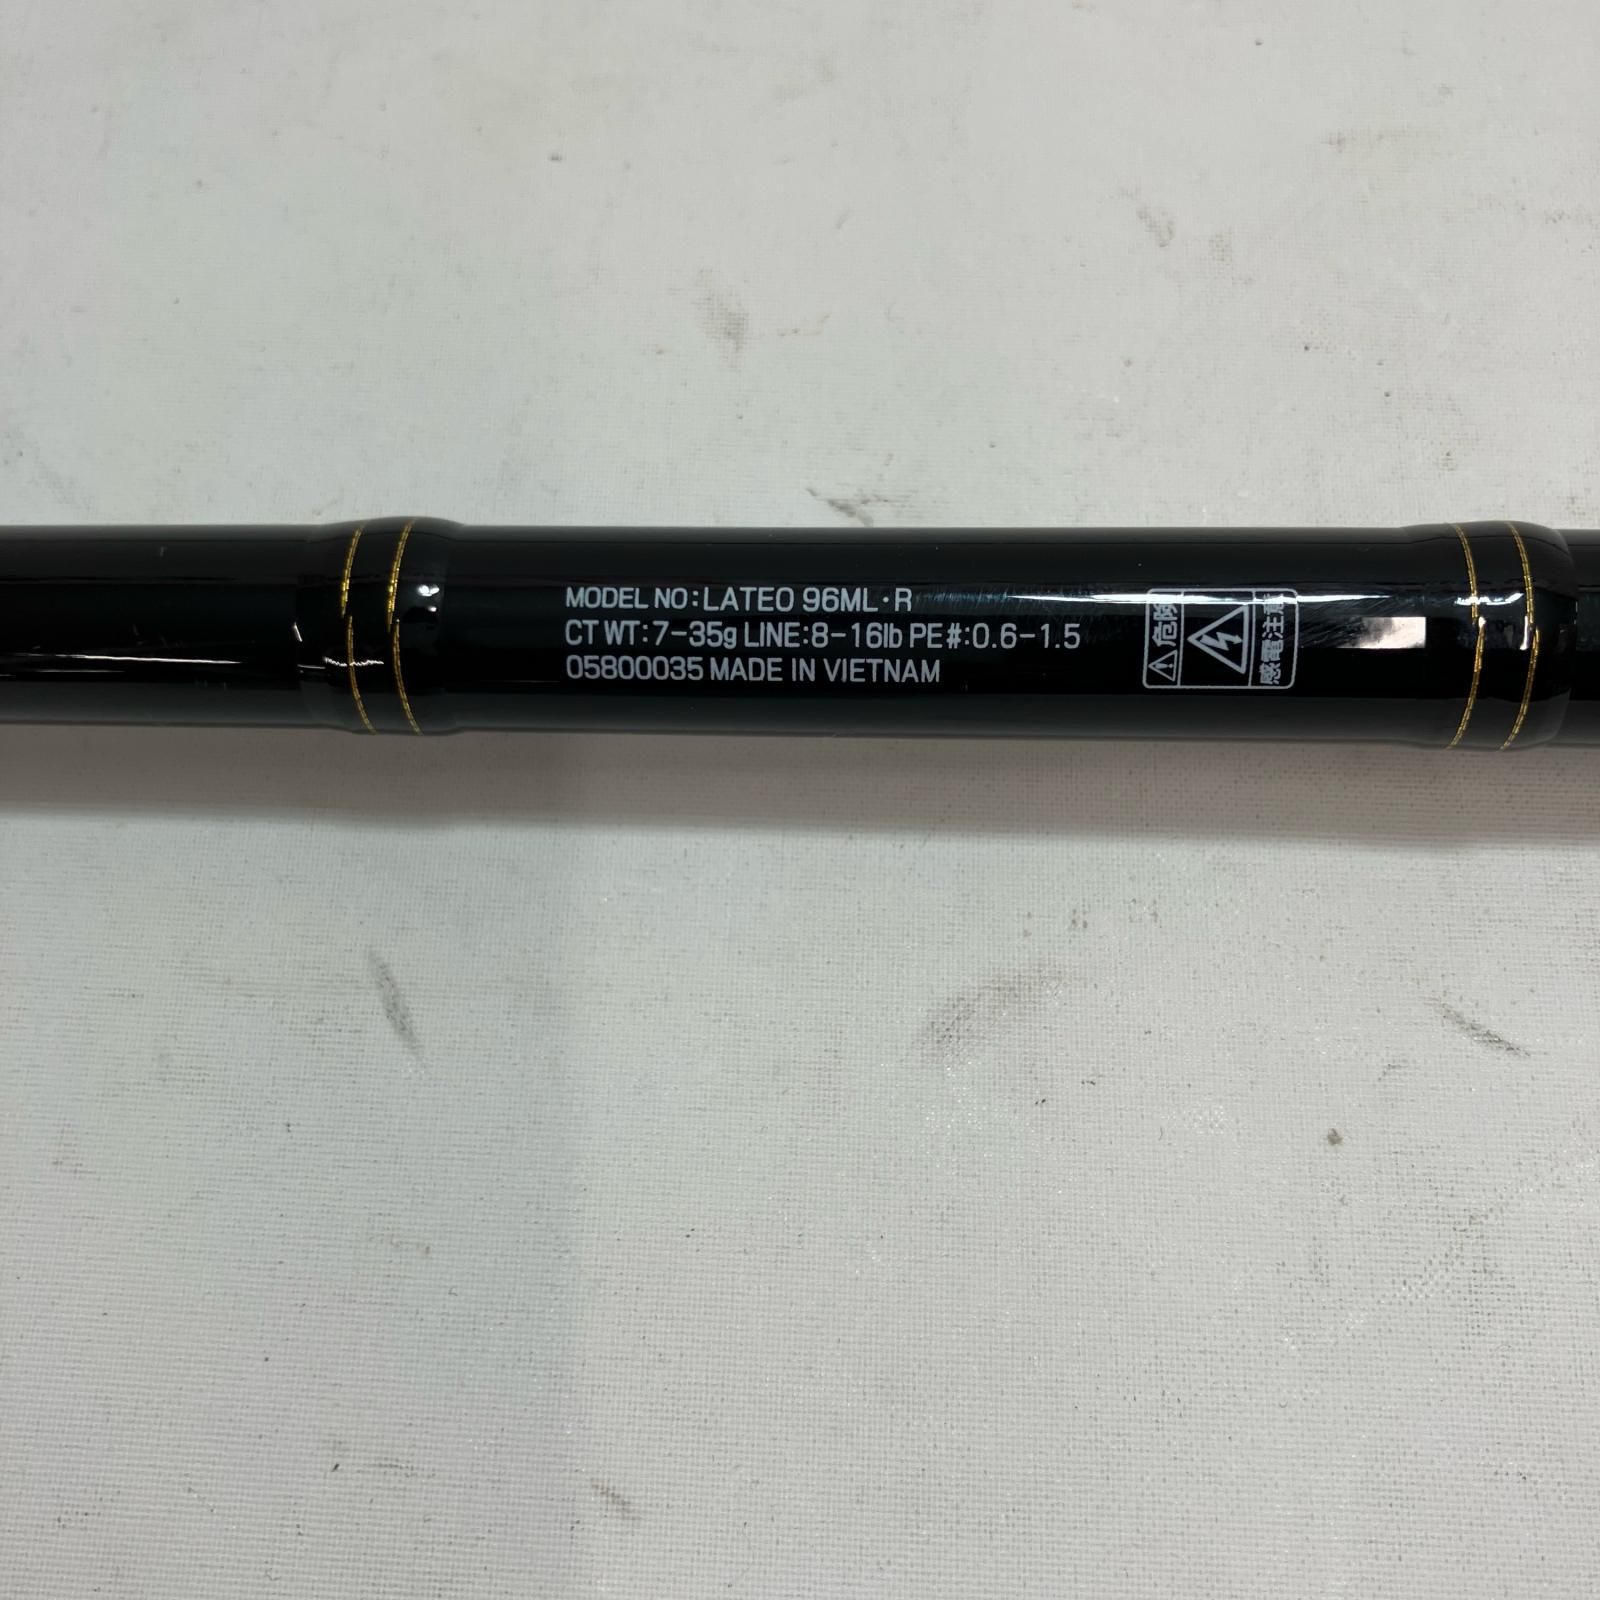 MODEL NO:LATEO 96ML·R
CT WT:7-35g LINE:8-16lb PE#:0.6-1.5
05800035 MADE IN VIETNAM
危険
感電注意